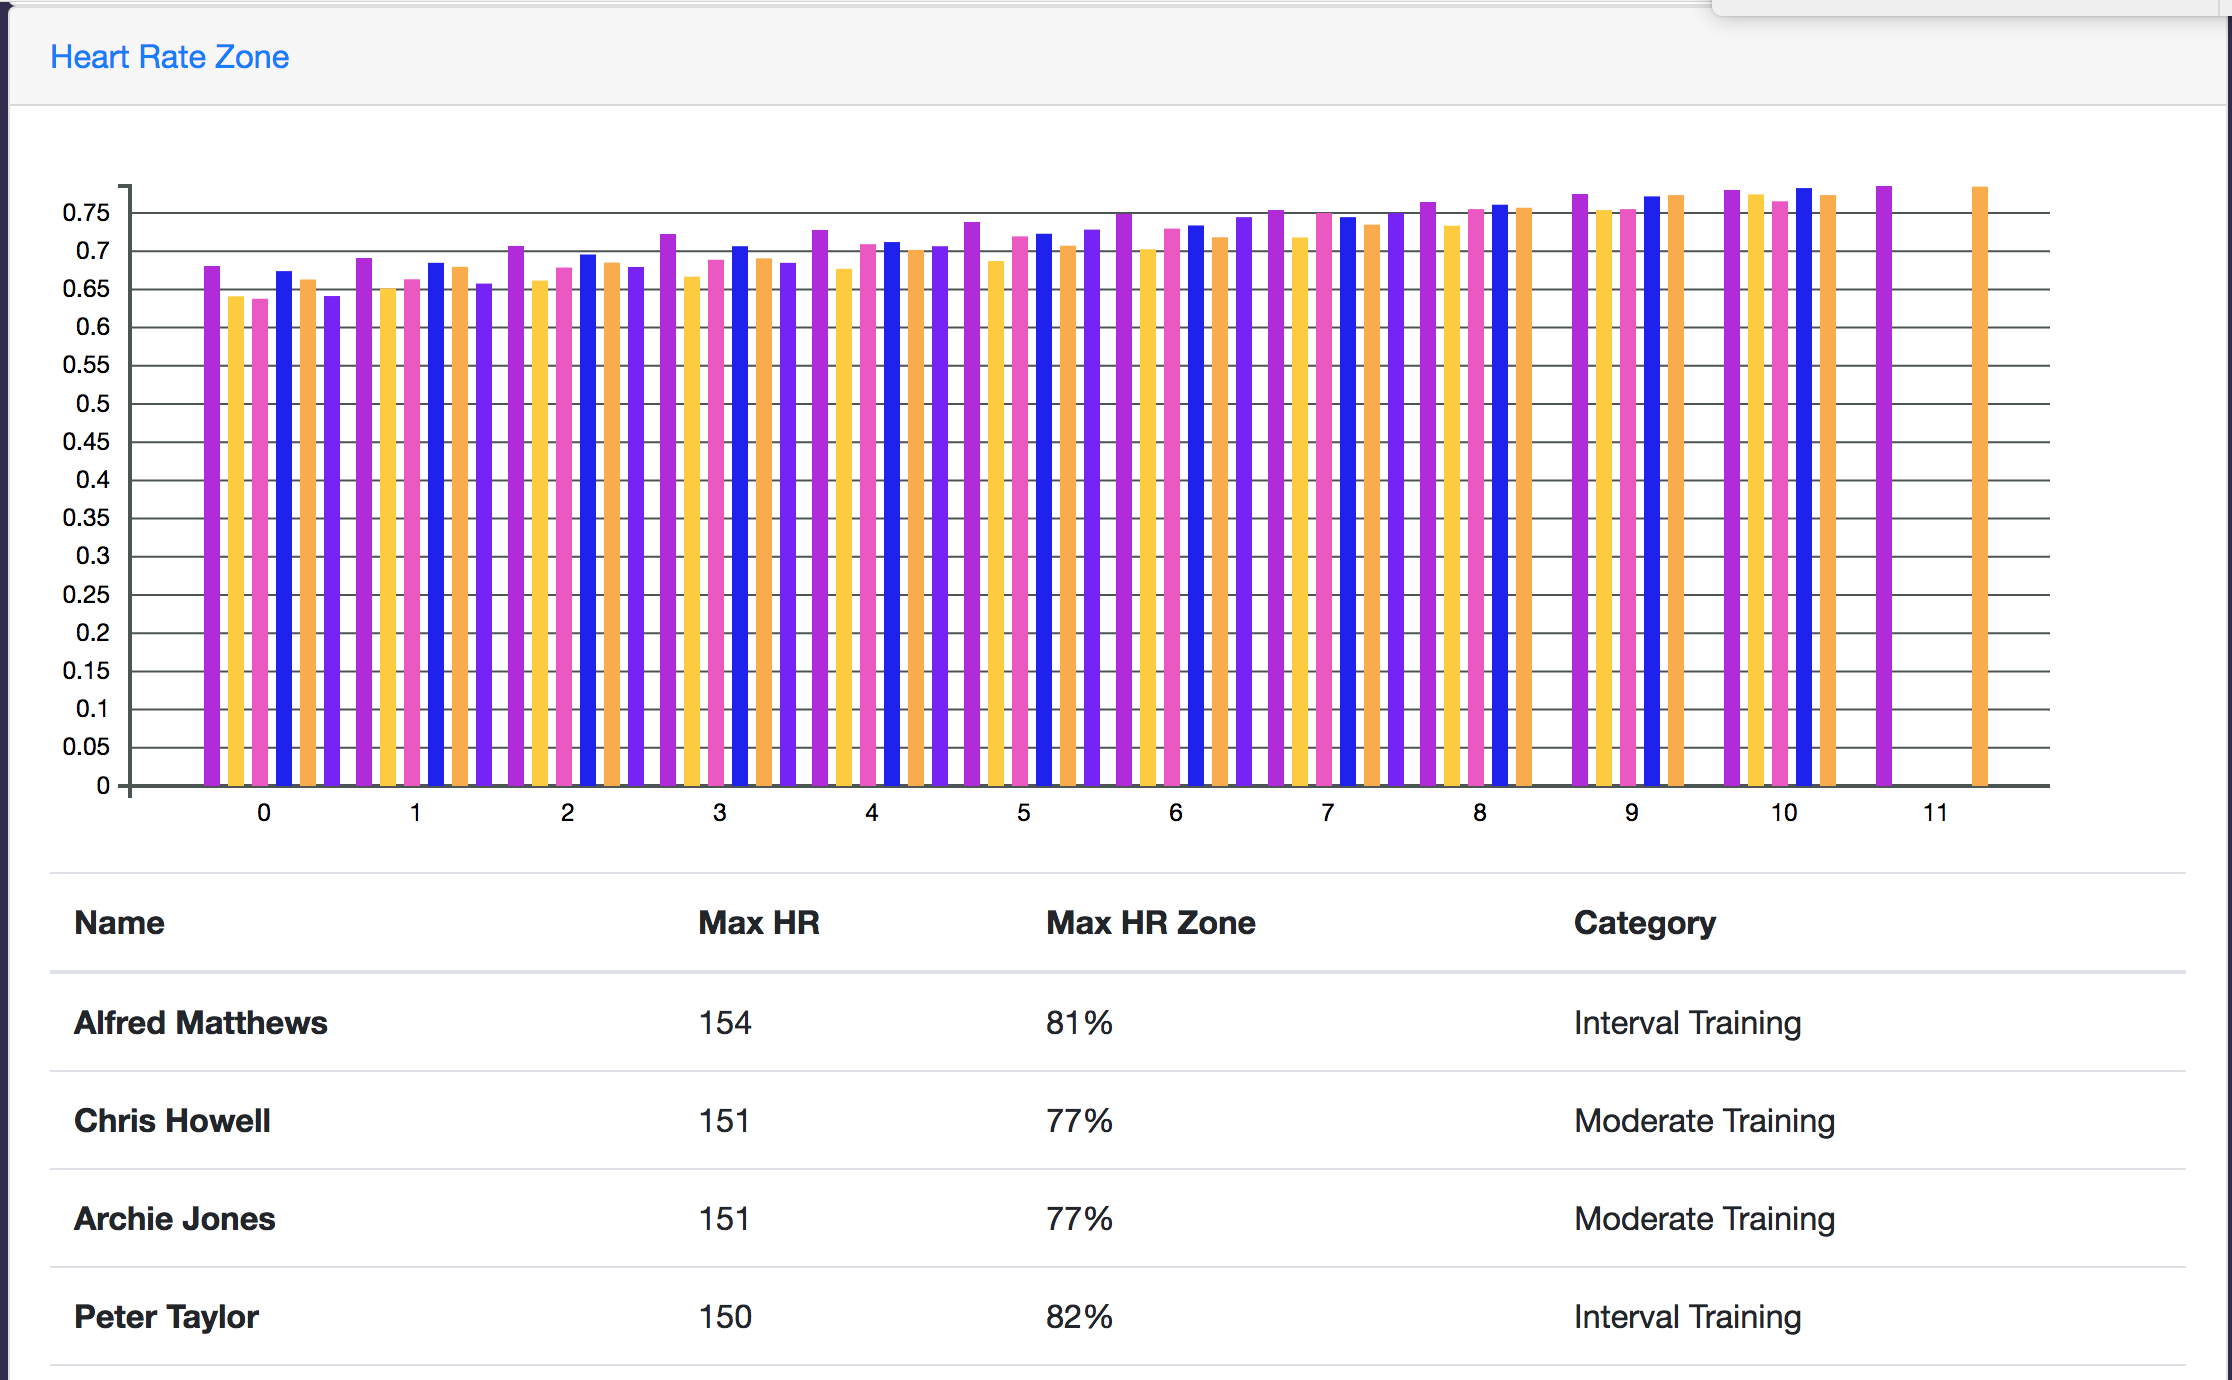 Heart Rate Zone
0.75
0.7
0.65
0.6
0.55
0.5
0.45
0.4
0.35
0.3
0.25
0.2
0.15
0.1
0.05
0
0 1 2 3 4 5 6 7 8 9 10 11
Name Max HR Max HR Zone Category
Alfred Matthews 154 81% Interval Training
Chris Howell 151 77% Moderate Training
Archie Jones 151 77% Moderate Training
Peter Taylor 150 82% Interval Training